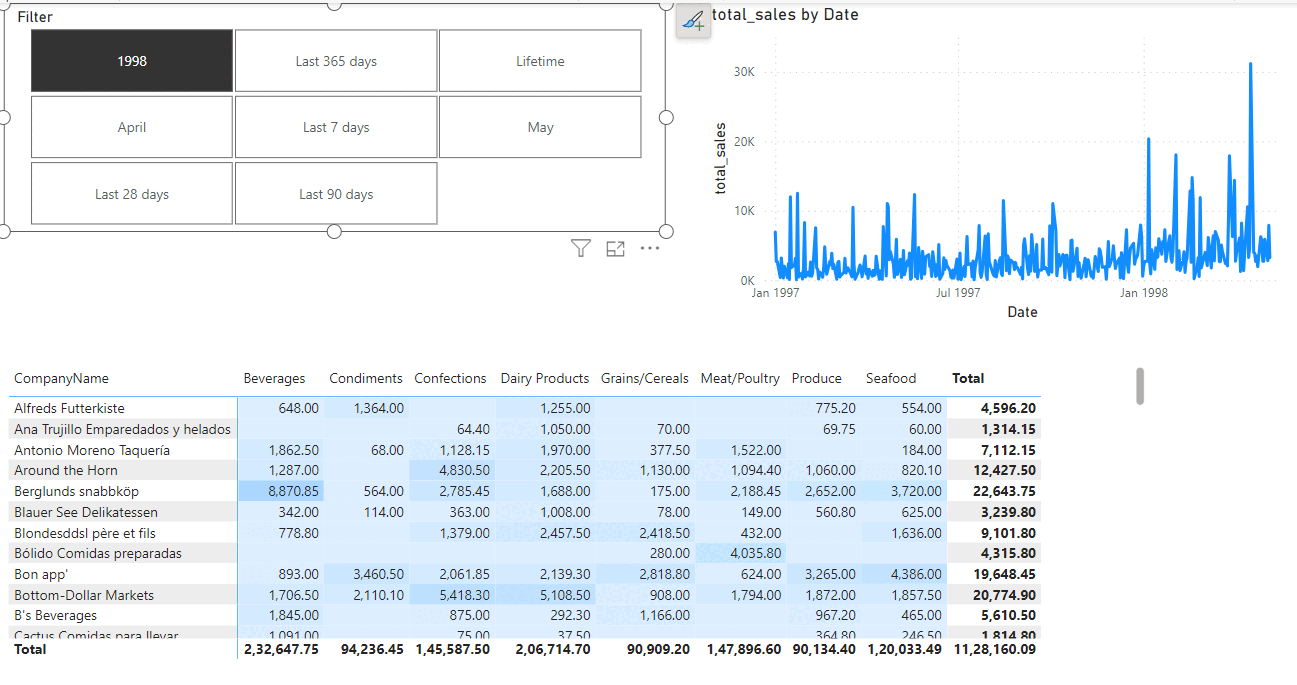 Filter
1998 Last 365 days Lifetime
April Last 7 days May
Last 28 days Last 90 days
total_sales by Date
30K
20K
10K
0K
total_sales
Jan 1997 Jul 1997 Jan 1998
Date
CompanyName Beverages Condiments Confections Dairy Products Grains/Cereals Meat/Poultry Produce Seafood Total
Alfreds Futterkiste 648.00 1,364.00 1,255.00 775.20 554.00 4,596.20
Ana Trujillo Emparedados y helados 64.40 1,050.00 70.00 69.75 60.00 1,314.15
Antonio Moreno Taquería 1,862.50 68.00 1,128.15 1,970.00 377.50 1,522.00 184.00 7,112.15
Around the Horn 1,287.00 4,830.50 2,205.50 1,130.00 1,094.40 1,060.00 820.10 12,427.50
Berglunds snabbköp 8,870.85 564.00 2,785.45 1,688.00 175.00 2,188.45 2,652.00 3,720.00 22,643.75
Blauer See Delikatessen 342.00 114.00 363.00 1,008.00 78.00 149.00 560.80 625.00 3,239.80
Blondesddsl père et fils 778.80 1,379.00 2,457.50 2,418.50 432.00 1,636.00 9,101.80
Bólido Comidas preparadas 280.00 4,035.80 4,315.80
Bon app' 893.00 3,460.50 2,061.85 2,139.30 2,818.80 624.00 3,265.00 4,386.00 19,648.45
Bottom-Dollar Markets 1,706.50 2,110.10 5,418.30 5,108.50 908.00 1,794.00 1,872.00 1,857.50 20,774.90
B's Beverages 1,845.00 875.00 292.30 1,166.00 967.20 465.00 5,610.50
Cactus Comidas para llevar 1,091.00 75.00 37.50 364.80 246.50 1,814.80
Total 2,32,647.75 94,236.45 1,45,587.50 2,06,714.70 90,909.20 1,47,896.60 90,134.40 1,20,033.49 11,28,160.09